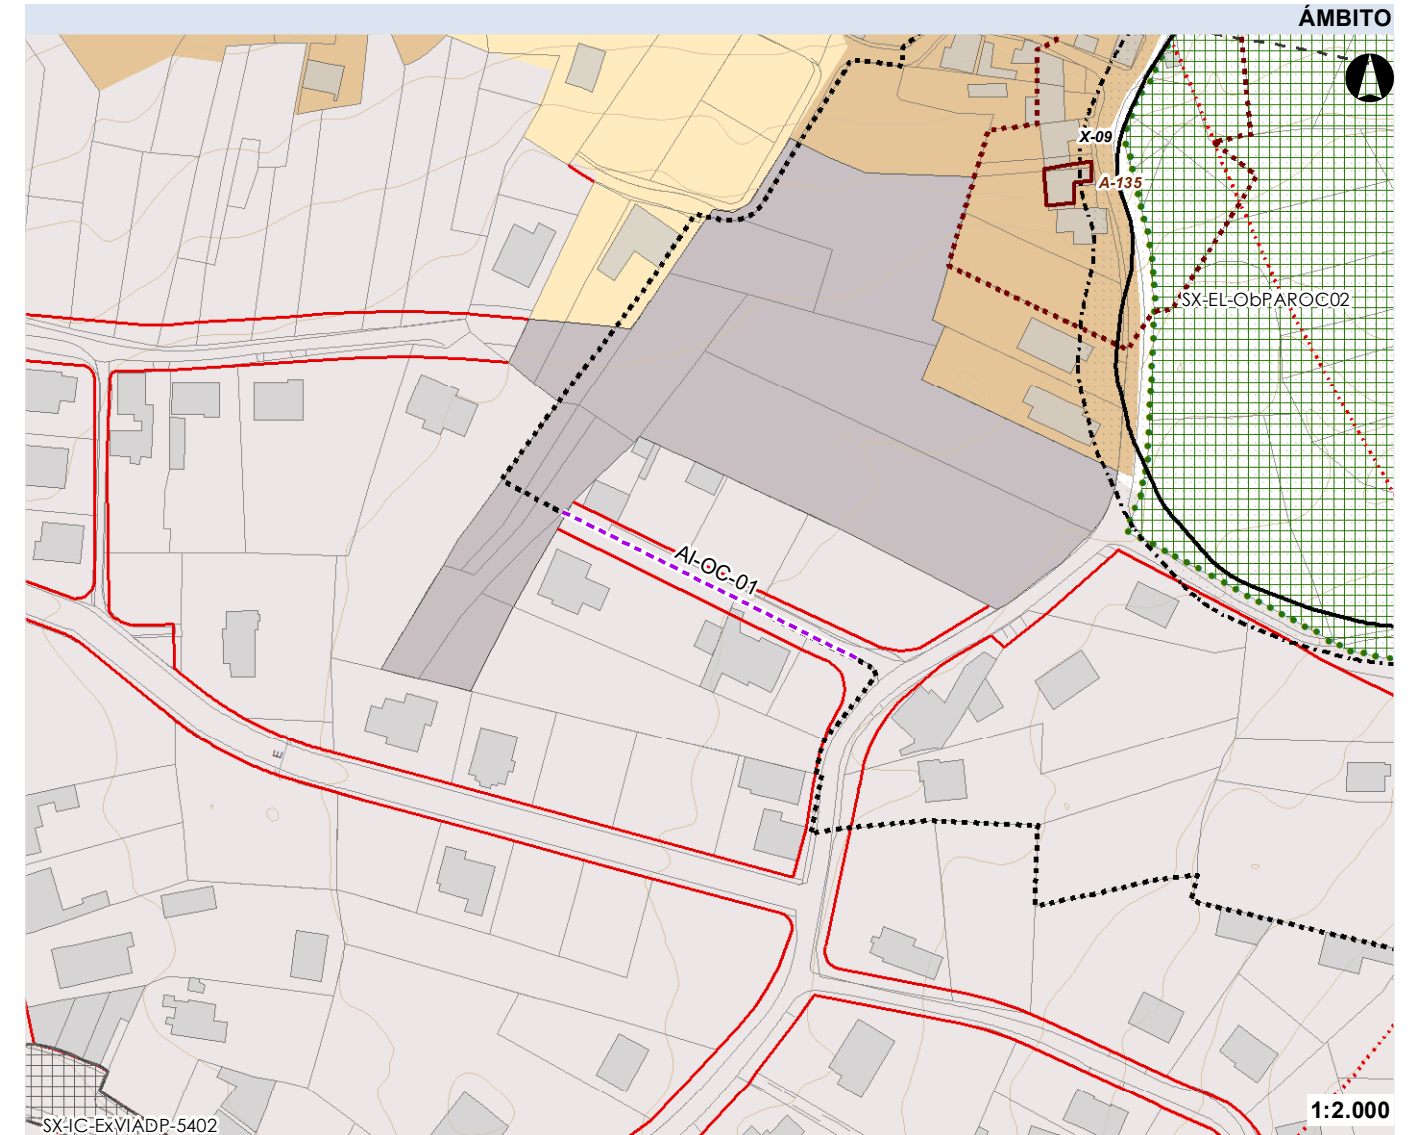 ÁMBITO
X-09
A-135
SX-EL-ObPAROC02
AI-OC-01
E
SX-IC-ExVIADP-5402
1:2.000